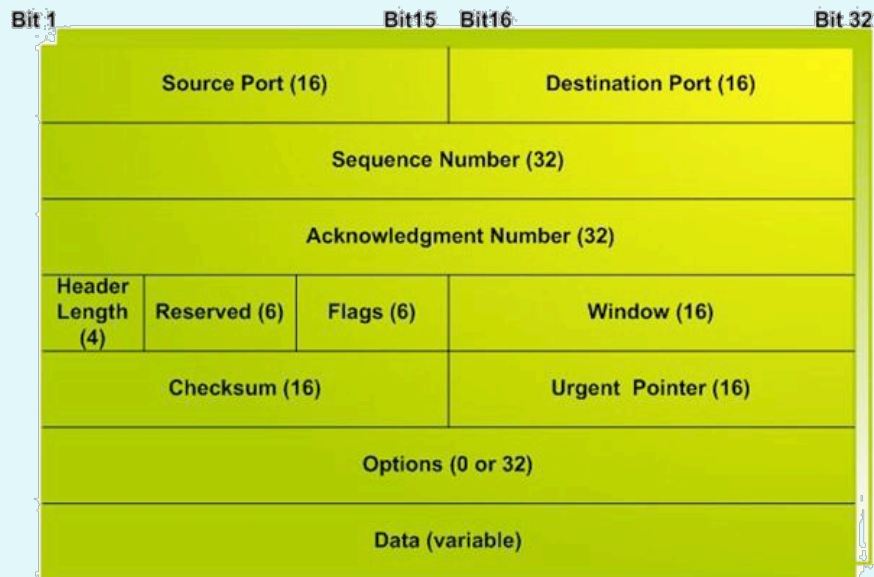 Bit 1 Bit15 Bit16 Bit 32
Source Port (16) Destination Port (16)
Sequence Number (32)
Acknowledgment Number (32)
Header
Length
(4)
Reserved (6) Flags (6) Window (16)
Checksum (16) Urgent Pointer (16)
Options (0 or 32)
Data (variable)